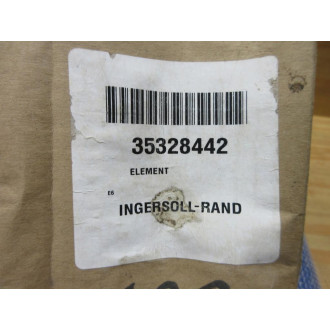 35328442
ELEMENT
INGERSOLL-RAND